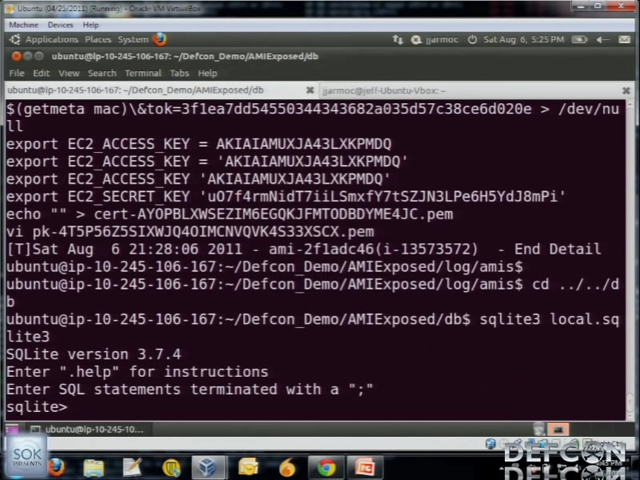 Ubuntu (04/25/2011) [Running] - Oracle VM VirtualBox
Machine Devices Help
Applications Places System jjarmoc Sat Aug 6, 5:25 PM
ubuntu@ip-10-245-106-167: ~/Defcon_Demo/AMIExposed/db
File Edit View Search Terminal Tabs Help
ubuntu@ip-10-245-106-167: ~/Defcon_Demo/AMIExposed/db jjarmoc@jeff-Ubuntu-Vbox: ~
$(getmeta mac)\&tok=3f1ea7dd54550344343682a035d57c38ce6d020e > /dev/nu
ll
export EC2_ACCESS_KEY = AKIAIAMUXJA43LXKPMDQ
export EC2_ACCESS_KEY = 'AKIAIAMUXJA43LXKPMDQ'
export EC2_ACCESS_KEY 'AKIAIAMUXJA43LXKPMDQ'
export EC2_SECRET_KEY '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'
echo "" > cert-AYOPBLXWSEZIM6EGQKJFMTODBDYME4JC.pem
vi pk-4T5P56Z5SIXWJQ4OIMCNVQVK4S33XSCX.pem
[T]Sat Aug 6 21:28:06 2011 - ami-2f1adc46(i-13573572) - End Detail
ubuntu@ip-10-245-106-167:~/Defcon_Demo/AMIExposed/log/amis$
ubuntu@ip-10-245-106-167:~/Defcon_Demo/AMIExposed/log/amis$ cd ../../d
b
ubuntu@ip-10-245-106-167:~/Defcon_Demo/AMIExposed/db$ sqlite3 local.sq
lite3
SQLite version 3.7.4
Enter ".help" for instructions
Enter SQL statements terminated with a ";"
sqlite>
ubuntu@ip-10-245-10...
SOK
PRESENTS
DEFCON
DEFCON